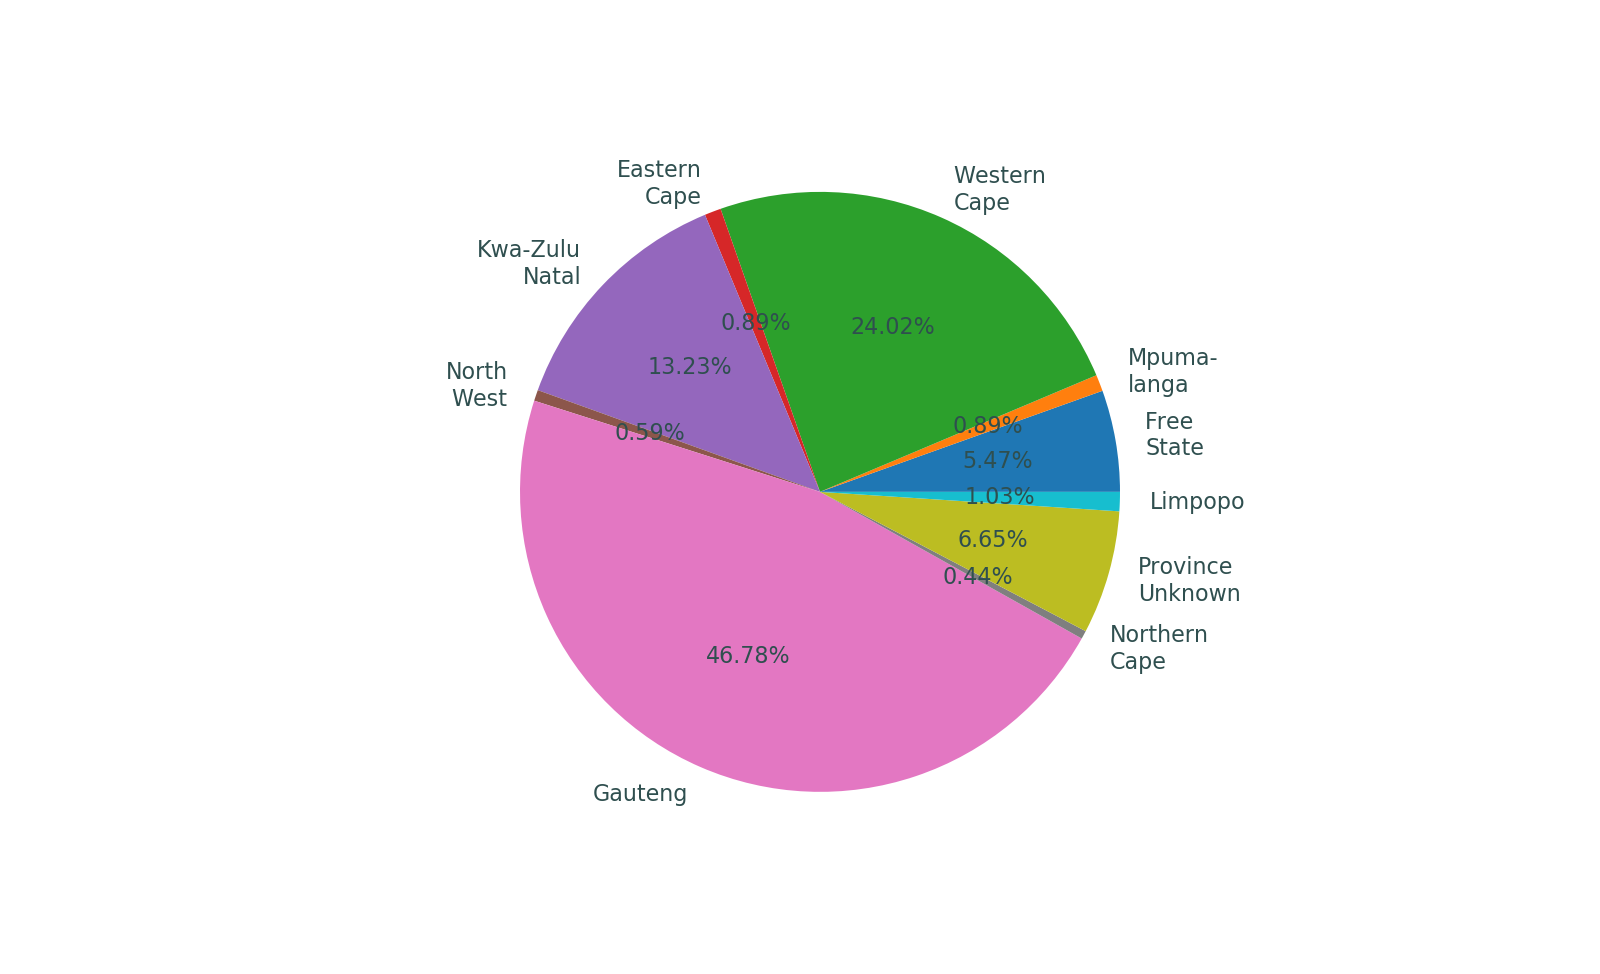 Eastern
Cape
Western
Cape
Kwa-Zulu
Natal
0.89%
24.02%
13.23%
North
West
Mpuma-
langa
0.59%
0.89%
Free
State
5.47%
1.03%
Limpopo
6.65%
Province
Unknown
0.44%
Northern
Cape
46.78%
Gauteng